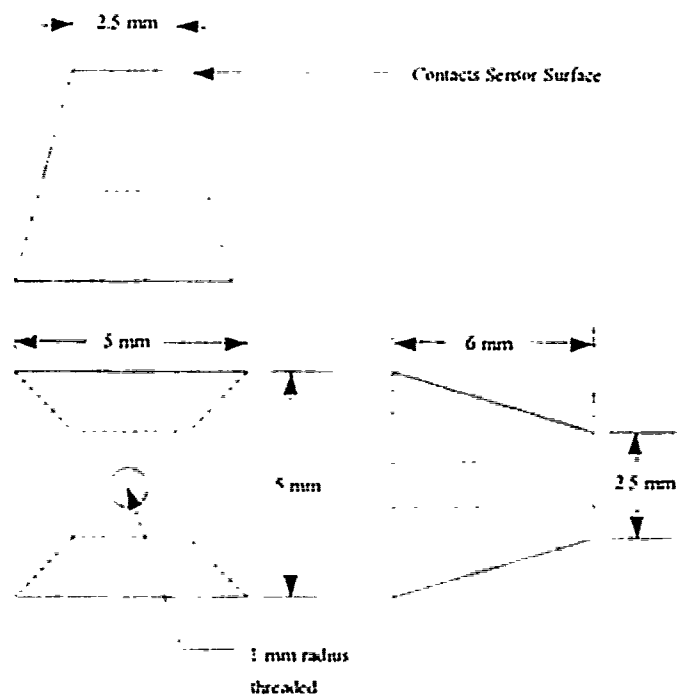 2.5 mm
Contacts Sensor Surface
5 mm
6 mm
5 mm
2.5 mm
1 mm radius
threaded